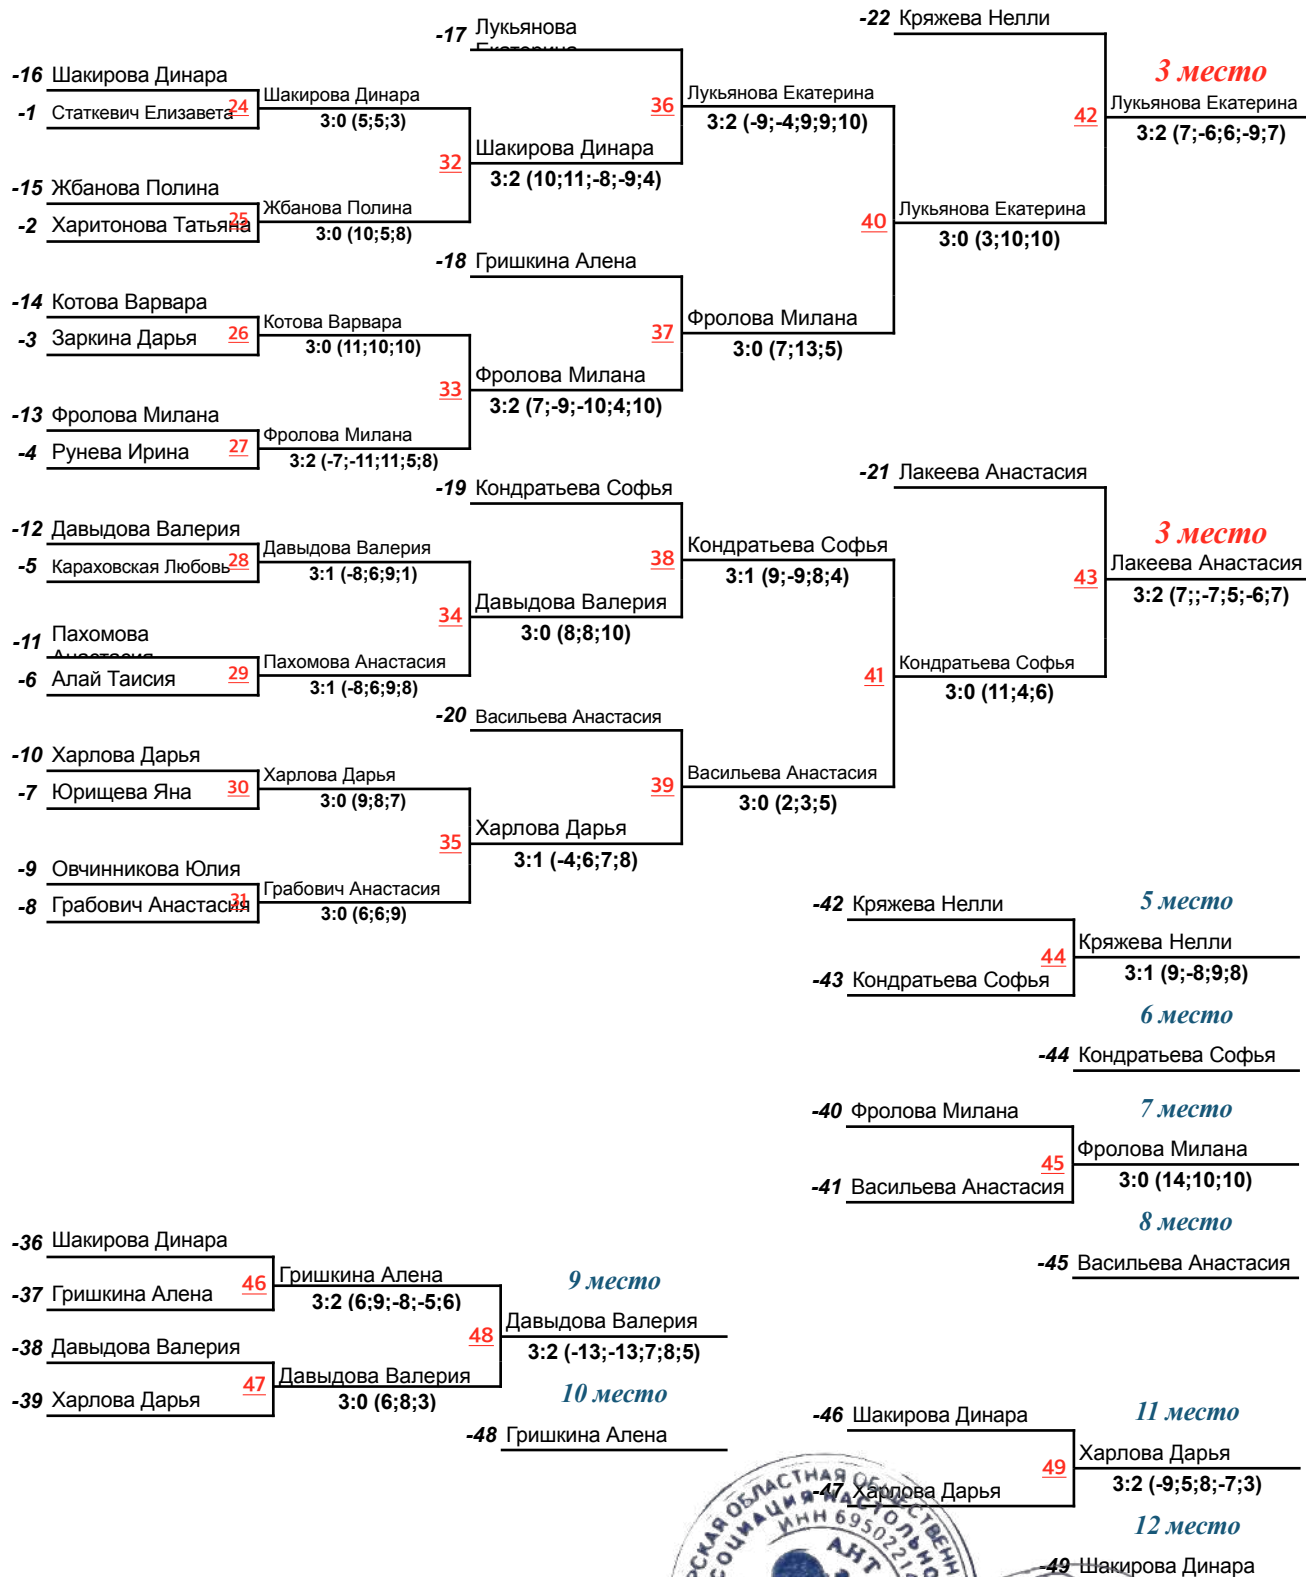 -22 Кряжева Нелли
-17 Лукьянова
3 место
-16 Шакирова Динара
Шакирова Динара
36
Лукьянова Екатерина
42
Лукьянова Екатерина
-1 Статкевич Елизавета
24
3:0 (5;5;3)
3:2 (-9;-4;9;9;10)
3:2 (7;-6;6;-9;7)
32
Шакирова Динара
3:2 (10;11;-8;-9;4)
-15 Жбанова Полина
Жбанова Полина
40
Лукьянова Екатерина
-2 Харитонова Татьяна
25
3:0 (10;5;8)
3:0 (3;10;10)
-18 Гришкина Алена
-14 Котова Варвара
Котова Варвара
37
Фролова Милана
-3 Заркина Дарья
26
3:0 (11;10;10)
3:0 (7;13;5)
33
Фролова Милана
3:2 (7;-9;-10;4;10)
-13 Фролова Милана
Фролова Милана
-4 Рунева Ирина
27
3:2 (-7;-11;11;5;8)
-21 Лакеева Анастасия
-19 Кондратьева Софья
3 место
-12 Давыдова Валерия
Давыдова Валерия
38
Кондратьева Софья
43
Лакеева Анастасия
-5 Караховская Любовь
28
3:1 (-8;6;9;1)
3:1 (9;-9;8;4)
3:2 (7;;-7;5;-6;7)
34
Давыдова Валерия
3:0 (8;8;10)
-11 Пахомова
Пахомова Анастасия
41
Кондратьева Софья
-6 Алай Таисия
29
3:1 (-8;6;9;8)
3:0 (11;4;6)
-20 Васильева Анастасия
-10 Харлова Дарья
Харлова Дарья
39
Васильева Анастасия
-7 Юрищева Яна
30
3:0 (9;8;7)
3:0 (2;3;5)
35
Харлова Дарья
3:1 (-4;6;7;8)
-9 Овчинникова Юлия
Грабович Анастасия
-8 Грабович Анастасия
31
3:0 (6;6;9)
-42 Кряжева Нелли
5 место
44
Кряжева Нелли
3:1 (9;-8;9;8)
-43 Кондратьева Софья
6 место
-44 Кондратьева Софья
-40 Фролова Милана
7 место
45
Фролова Милана
3:0 (14;10;10)
-41 Васильева Анастасия
8 место
-45 Васильева Анастасия
-36 Шакирова Динара
46
Гришкина Алена
9 место
-37 Гришкина Алена
3:2 (6;9;-8;-5;6)
48
Давыдова Валерия
3:2 (-13;-13;7;8;5)
-38 Давыдова Валерия
47
Давыдова Валерия
10 место
-39 Харлова Дарья
3:0 (6;8;3)
-48 Гришкина Алена
-46 Шакирова Динара
11 место
49
Харлова Дарья
3:2 (-9;5;8;-7;3)
-47 Харлова Дарья
12 место
-49 Шакирова Динара
ОБЛАСТНАЯ
ИНН 6950221
АНТ